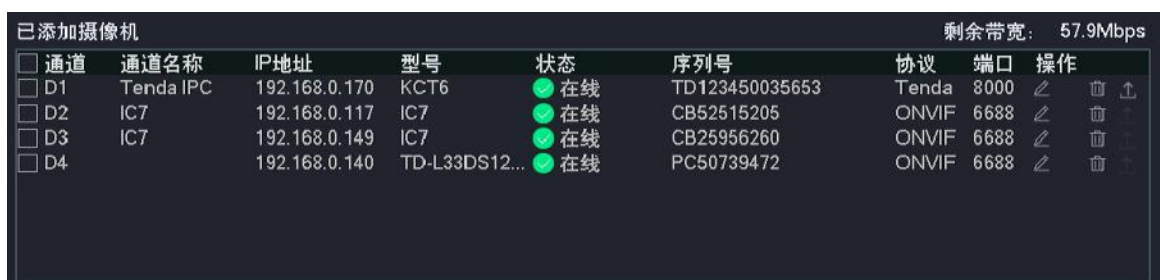 已添加摄像机 剩余带宽： 57.9Mbps
通道 通道名称 IP地址 型号 状态 序列号 协议 端口 操作
D1 Tenda IPC 192.168.0.170 KCT6 在线 TD123450035653 Tenda 8000
D2 IC7 192.168.0.117 IC7 在线 CB52515205 ONVIF 6688
D3 IC7 192.168.0.149 IC7 在线 CB25956260 ONVIF 6688
D4 192.168.0.140 TD-L33DS12... 在线 PC50739472 ONVIF 6688